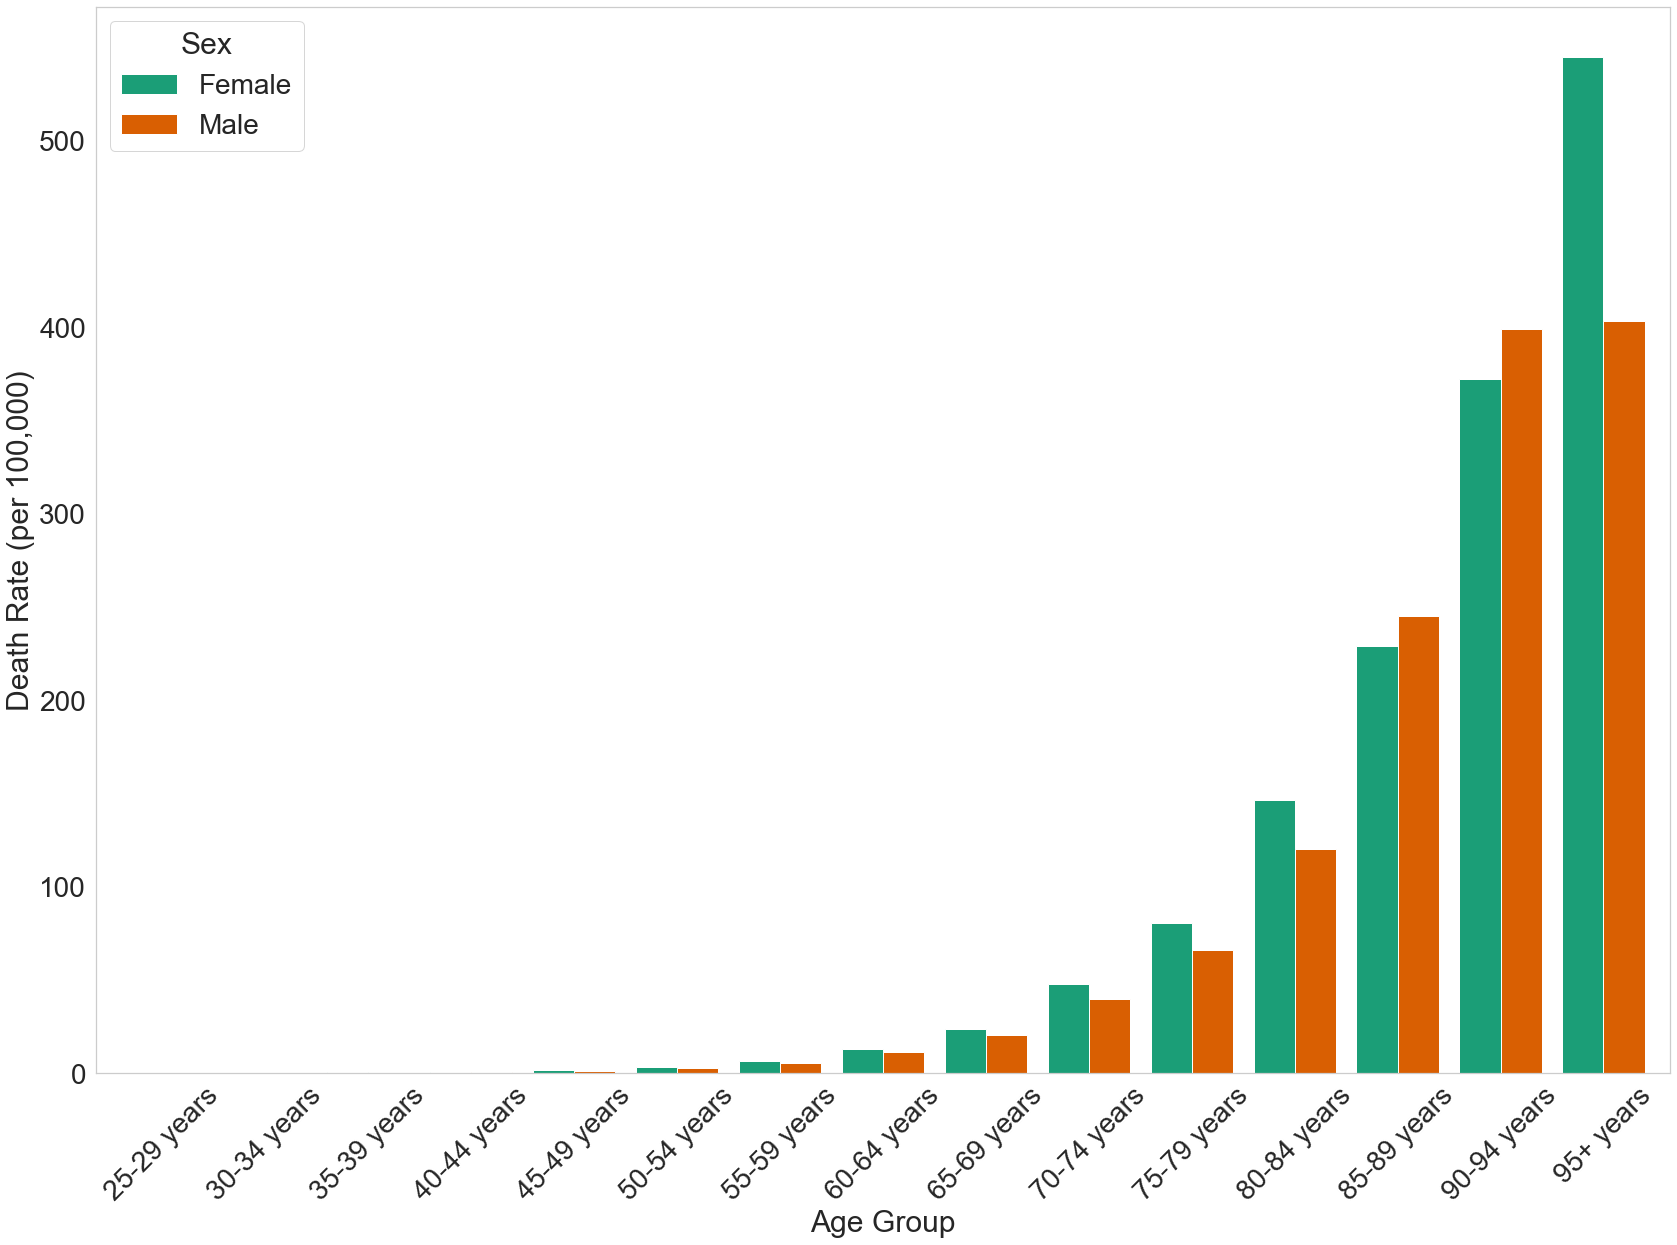 Sex
Female
Male
Death Rate (per 100,000)
500
400
300
200
100
0
25-29 years
30-34 years
35-39 years
40-44 years
45-49 years
50-54 years
55-59 years
60-64 years
65-69 years
70-74 years
75-79 years
80-84 years
85-89 years
90-94 years
95+ years
Age Group